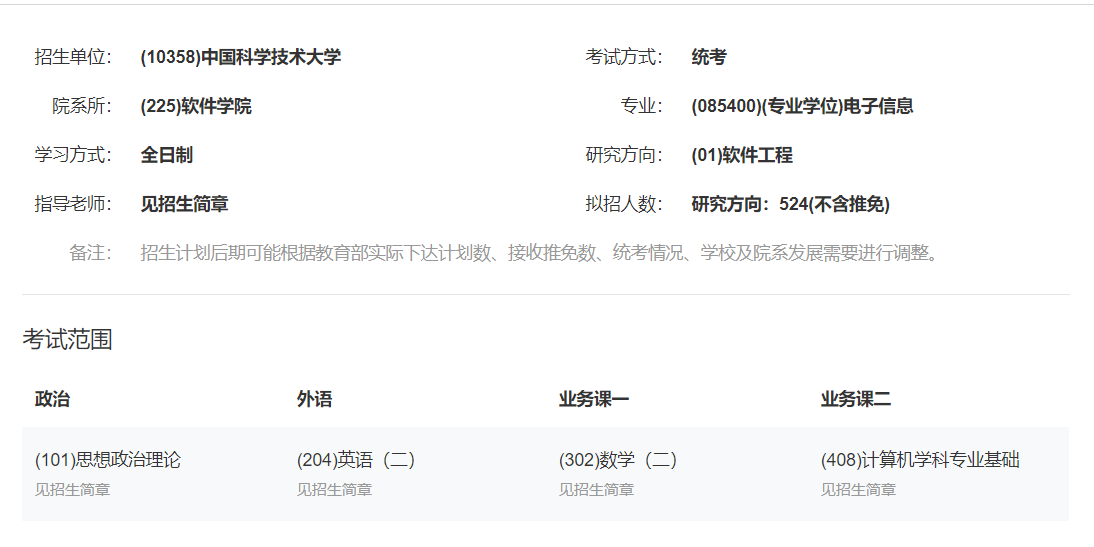 招生单位： (10358)中国科学技术大学 考试方式： 统考
院系所： (225)软件学院 专业： (085400)(专业学位)电子信息
学习方式： 全日制 研究方向： (01)软件工程
指导老师： 见招生简章 拟招人数： 研究方向：524(不含推免)
备注： 招生计划后期可能根据教育部实际下达计划数、接收推免数、统考情况、学校及院系发展需要进行调整。
考试范围
政治 外语 业务课一 业务课二
(101)思想政治理论 (204)英语（二） (302)数学（二） (408)计算机学科专业基础
见招生简章 见招生简章 见招生简章 见招生简章